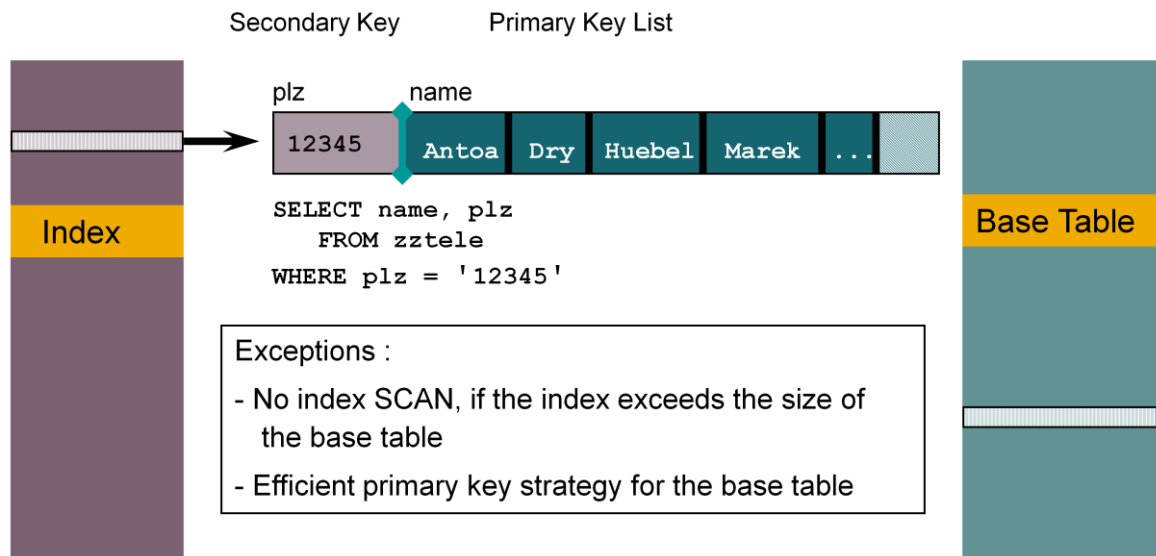 Secondary Key Primary Key List
plz name
12345 Antoa Dry Huebel Marek ...
SELECT name, plz
FROM zztele
WHERE plz = '12345'
Index
Base Table
Exceptions :
- No index SCAN, if the index exceeds the size of
the base table
- Efficient primary key strategy for the base table